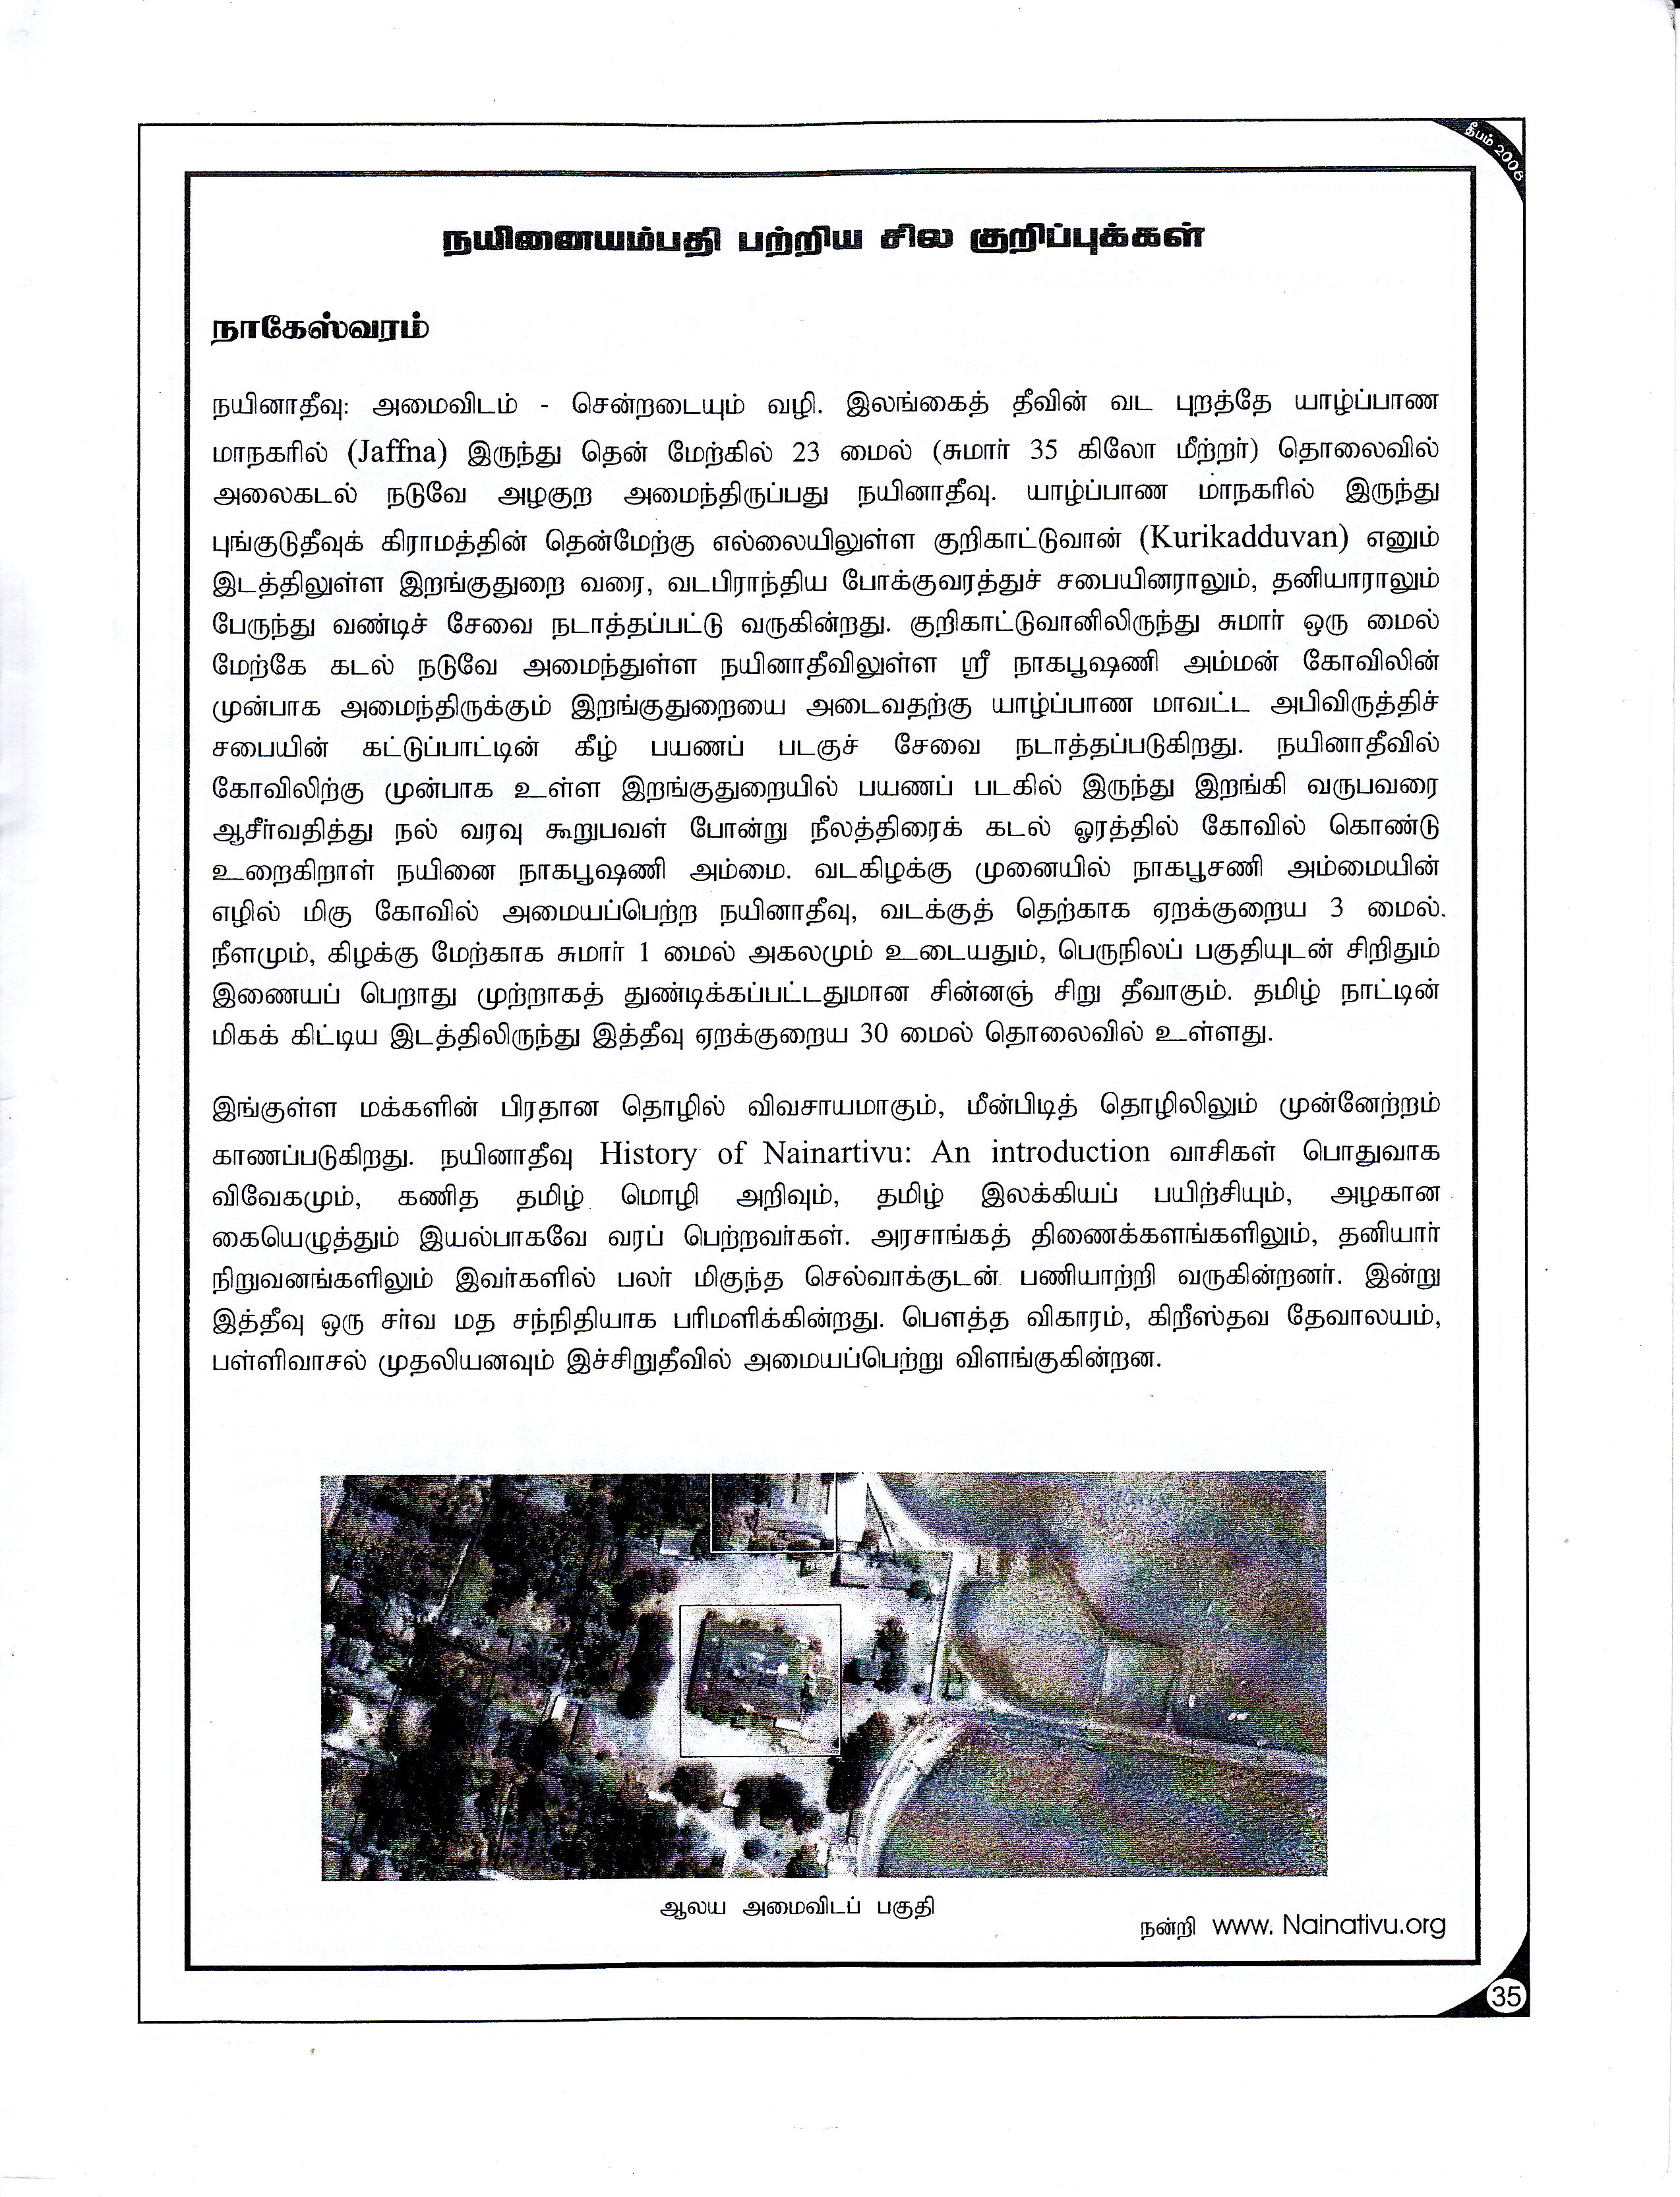 தீபம் 2008
நயினையம்பதி பற்றிய சில குறிப்புக்கள்
நாகேஸ்வரம்
நயினாதீவு: அமைவிடம் - சென்றடையும் வழி. இலங்கைத் தீவின் வட புறத்தே யாழ்ப்பாண
மாநகரில் (Jaffna) இருந்து தென் மேற்கில் 23 மைல் (சுமார் 35 கிலோ மீற்றர்) தொலைவில்
அலைகடல் நடுவே அழகுற அமைந்திருப்பது நயினாதீவு. யாழ்ப்பாண மாநகரில் இருந்து
புங்குடுதீவுக் கிராமத்தின் தென்மேற்கு எல்லையிலுள்ள குறிகாட்டுவான் (Kurikadduvan) எனும்
இடத்திலுள்ள இறங்குதுறை வரை, வடபிராந்திய போக்குவரத்துச் சபையினராலும், தனியாராலும்
பேருந்து வண்டிச் சேவை நடாத்தப்பட்டு வருகின்றது. குறிகாட்டுவானிலிருந்து சுமார் ஒரு மைல்
மேற்கே கடல் நடுவே அமைந்துள்ள நயினாதீவிலுள்ள ஸ்ரீ நாகபூஷணி அம்மன் கோவிலின்
முன்பாக அமைந்திருக்கும் இறங்குதுறையை அடைவதற்கு யாழ்ப்பாண மாவட்ட அபிவிருத்திச்
சபையின் கட்டுப்பாட்டின் கீழ் பயணப் படகுச் சேவை நடாத்தப்படுகிறது. நயினாதீவில்
கோவிலிற்கு முன்பாக உள்ள இறங்குதுறையில் பயணப் படகில் இருந்து இறங்கி வருபவரை
ஆசீர்வதித்து நல் வரவு கூறுபவள் போன்று நீலத்திரைக் கடல் ஓரத்தில் கோவில் கொண்டு
உறைகிறாள் நயினை நாகபூஷணி அம்மை. வடகிழக்கு முனையில் நாகபூசணி அம்மையின்
எழில் மிகு கோவில் அமையப்பெற்ற நயினாதீவு, வடக்குத் தெற்காக ஏறக்குறைய 3 மைல்.
நீளமும், கிழக்கு மேற்காக சுமார் 1 மைல் அகலமும் உடையதும், பெருநிலப் பகுதியுடன் சிறிதும்
இணையப் பெறாது முற்றாகத் துண்டிக்கப்பட்டதுமான சின்னஞ் சிறு தீவாகும். தமிழ் நாட்டின்
மிகக் கிட்டிய இடத்திலிருந்து இத்தீவு ஏறக்குறைய 30 மைல் தொலைவில் உள்ளது.
இங்குள்ள மக்களின் பிரதான தொழில் விவசாயமாகும், மீன்பிடித் தொழிலிலும் முன்னேற்றம்
காணப்படுகிறது. நயினாதீவு History of Nainartivu: An introduction வாசிகள் பொதுவாக
விவேகமும், கணித தமிழ் மொழி அறிவும், தமிழ் இலக்கியப் பயிற்சியும், அழகான
கையெழுத்தும் இயல்பாகவே வரப் பெற்றவர்கள். அரசாங்கத் திணைக்களங்களிலும், தனியார்
நிறுவனங்களிலும் இவர்களில் பலர் மிகுந்த செல்வாக்குடன் பணியாற்றி வருகின்றனர். இன்று
இத்தீவு ஒரு சர்வ மத சந்நிதியாக பரிமளிக்கின்றது. பௌத்த விகாரம், கிறீஸ்தவ தேவாலயம்,
பள்ளிவாசல் முதலியனவும் இச்சிறுதீவில் அமையப்பெற்று விளங்குகின்றன.
ஆலய அமைவிடப் பகுதி
நன்றி www. Nainativu.org
35